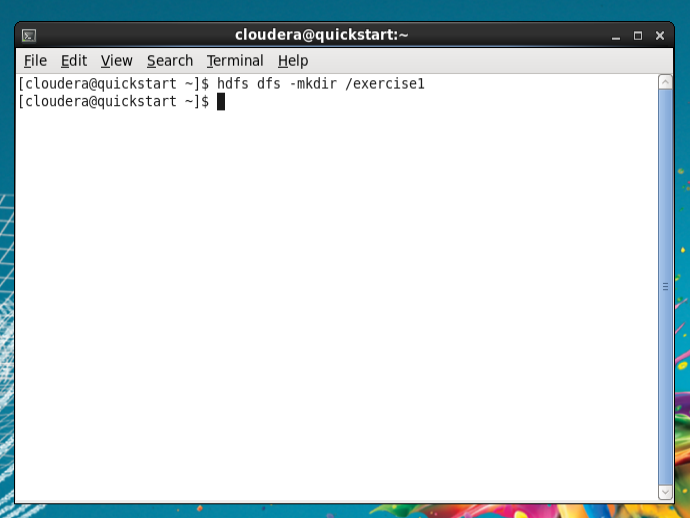 cloudera@quickstart:~
File Edit View Search Terminal Help
[cloudera@quickstart ~]$ hdfs dfs -mkdir /exercise1
[cloudera@quickstart ~]$